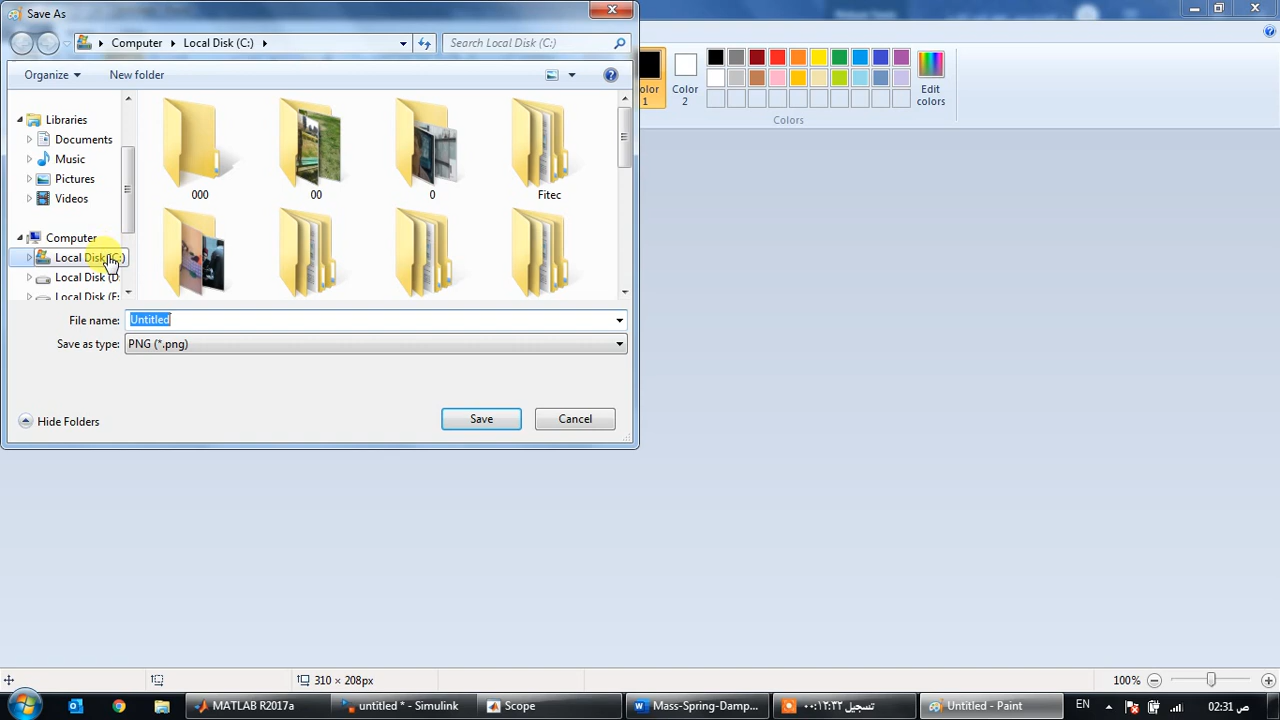 Save As
Computer
Local Disk (C:)
Search Local Disk (C:)
Organize
New folder
Libraries
Documents
Music
Pictures
Videos
Computer
Local Disk (C:)
Local Disk (D
Local Disk (E:
000
00
0
Fitec
File name:
Untitled
Save as type:
PNG (*.png)
Hide Folders
Save
Cancel
Color
1
Color
2
Edit
colors
Colors
310 × 208px
100%
MATLAB R2017a
untitled * - Simulink
Scope
Mass-Spring-Damp...
تسجيل ٠٠:١٢:٣٣
Untitled - Paint
EN
02:31 ص